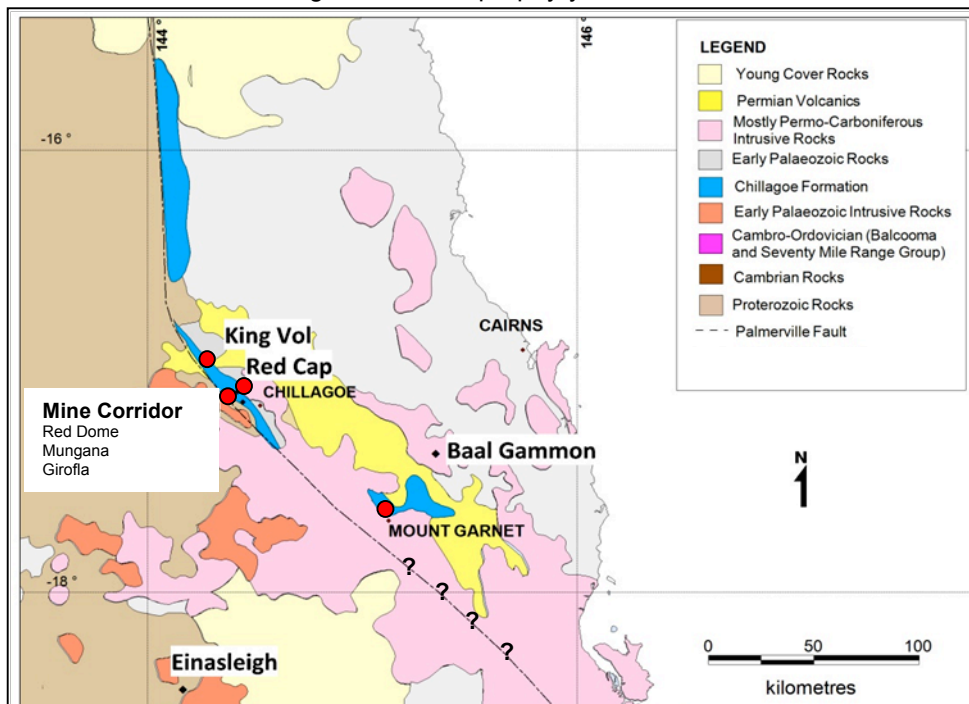 144 °
146 °
-16 °
-18 °
LEGEND
Young Cover Rocks
Permian Volcanics
Mostly Permo-Carboniferous
Intrusive Rocks
Early Palaeozoic Rocks
Chillagoe Formation
Early Palaeozoic Intrusive Rocks
Cambro-Ordovician (Balcooma
and Seventy Mile Range Group)
Cambrian Rocks
Proterozoic Rocks
Palmerville Fault
CAIRNS
King Vol
Red Cap
CHILLAGOE
Mine Corridor
Red Dome
Mungana
Girofla
Baal Gammon
MOUNT GARNET
N
?
?
?
?
Einasleigh
0 50 100
kilometres